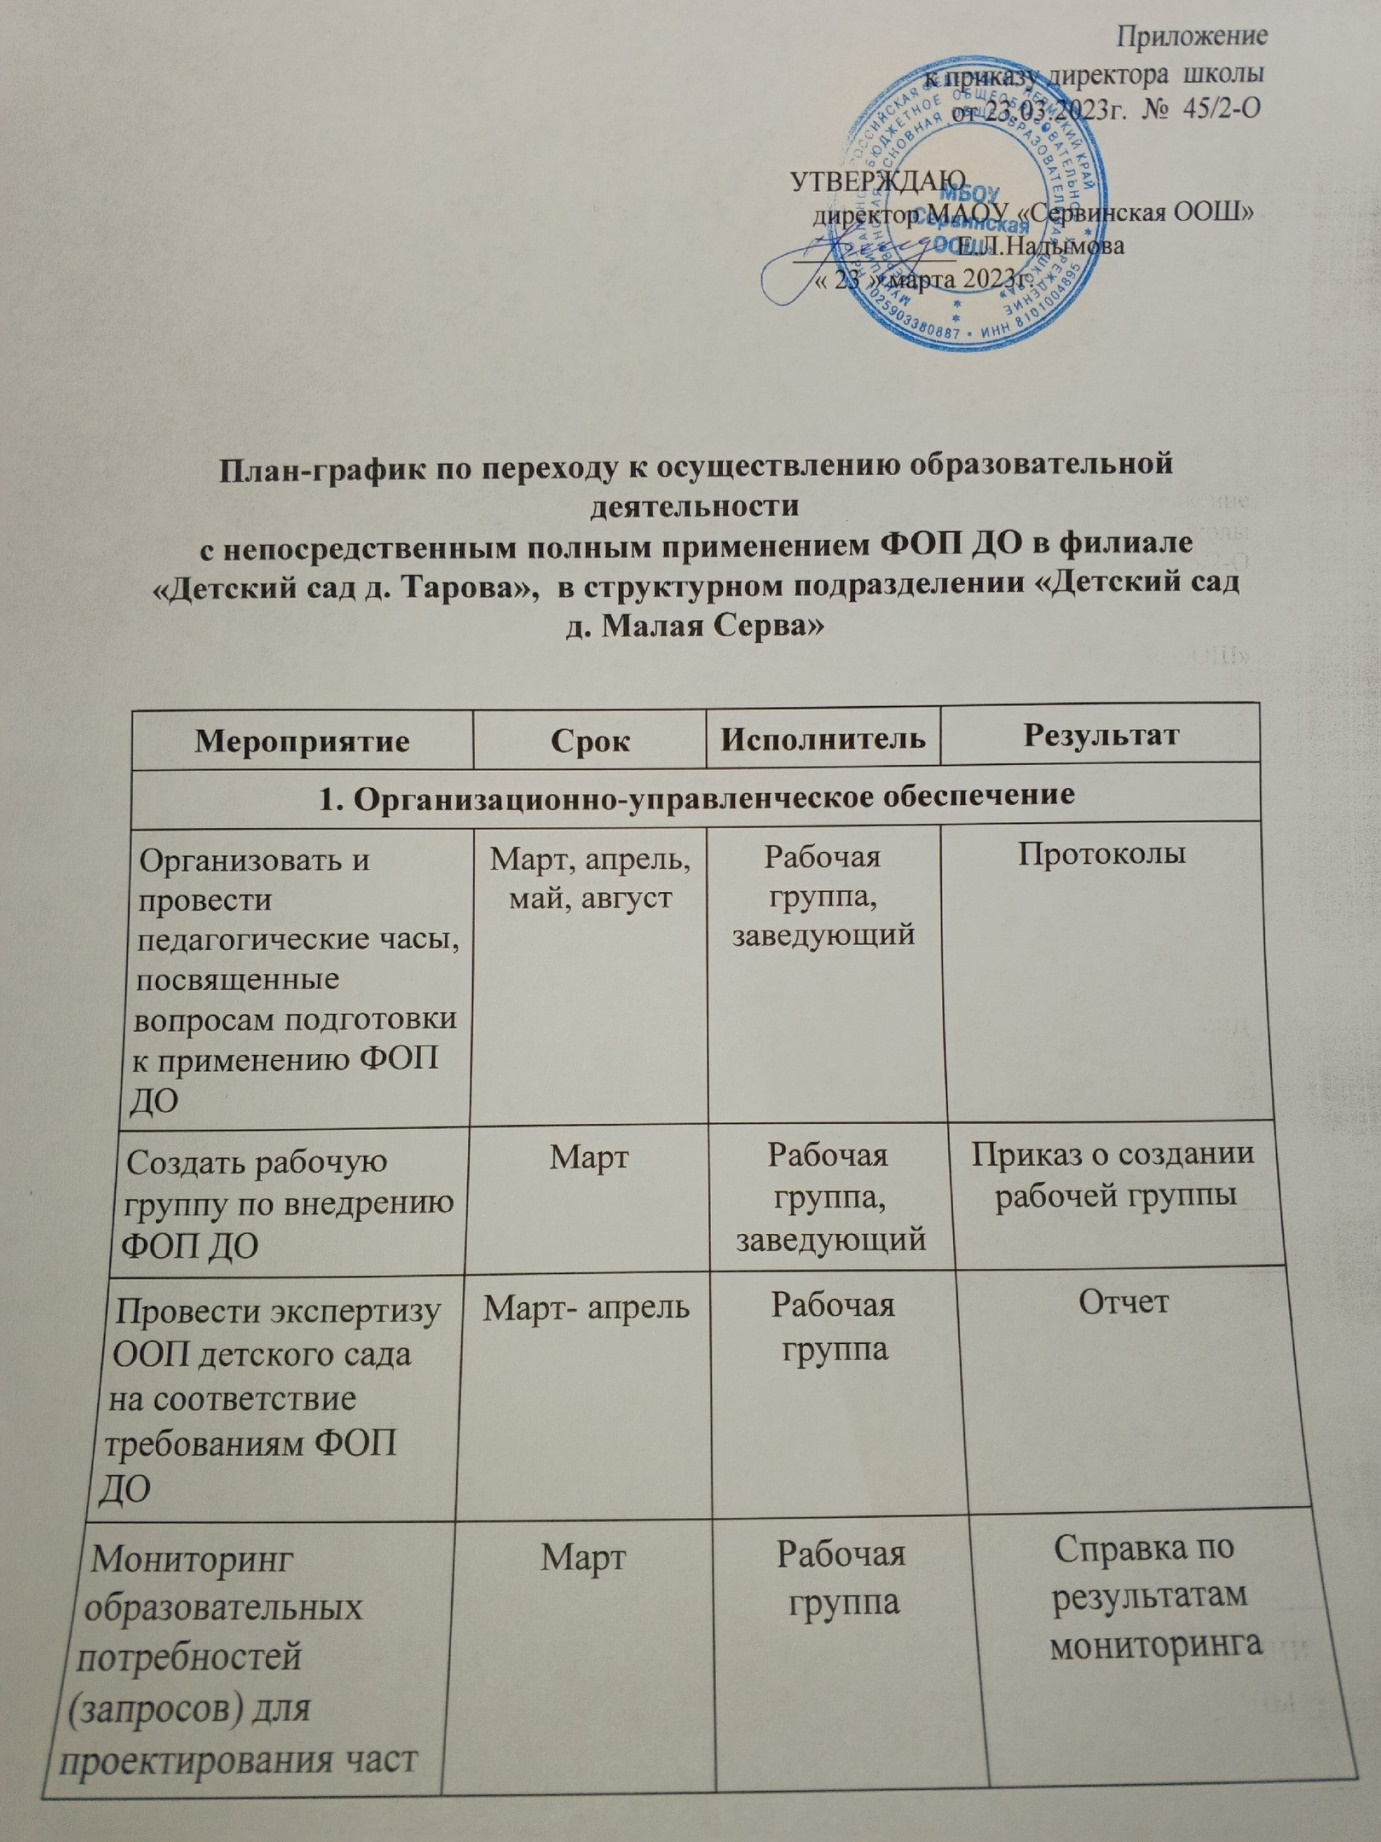 Приложение
к приказу директора школы
от 23.03.2023г. № 45/2-О
УТВЕРЖДАЮ
директор МАОУ «Сервинская ООШ»
Е.Л.Надымова
« 23 » марта 2023г.
МБОУ
Сервинская
ООШ
ИНН 8101004895
План-график по переходу к осуществлению образовательной
деятельности
с непосредственным полным применением ФОП ДО в филиале
«Детский сад д. Тарова», в структурном подразделении «Детский сад
д. Малая Серва»
Мероприятие Срок Исполнитель Результат
1. Организационно-управленческое обеспечение
Организовать и
провести
педагогические часы,
посвященные
вопросам подготовки
к применению ФОП
ДО
Март, апрель,
май, август
Рабочая
группа,
заведующий
Протоколы
Создать рабочую
группу по внедрению
ФОП ДО
Март
Рабочая
группа,
заведующий
Приказ о создании
рабочей группы
Провести экспертизу
ООП детского сада
на соответствие
требованиям ФОП
ДО
Март- апрель
Рабочая
группа
Отчет
Мониторинг
образовательных
потребностей
(запросов) для
проектирования част
Март
Рабочая
группа
Справка по
результатам
мониторинга